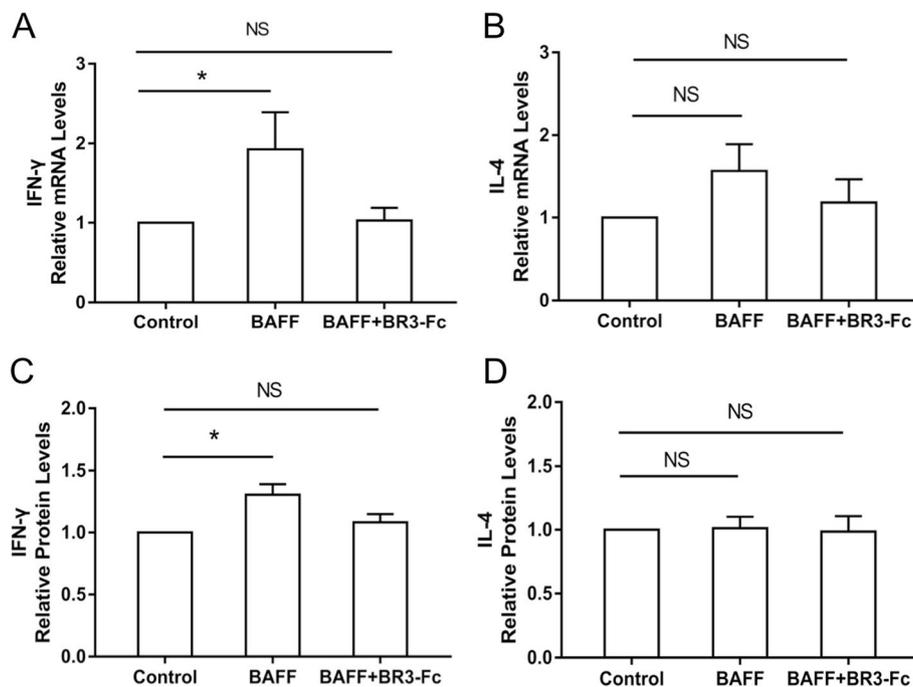 A
NS
*
IFN-γ
Relative mRNA Levels
3
2
1
0
Control BAFF BAFF+BR3-Fc
B
NS
NS
IL-4
Relative mRNA Levels
3
2
1
0
Control BAFF BAFF+BR3-Fc
C
NS
*
IFN-γ
Relative Protein Levels
2.0
1.5
1.0
0.5
0.0
Control BAFF BAFF+BR3-Fc
D
NS
NS
IL-4
Relative Protein Levels
2.0
1.5
1.0
0.5
0.0
Control BAFF BAFF+BR3-Fc